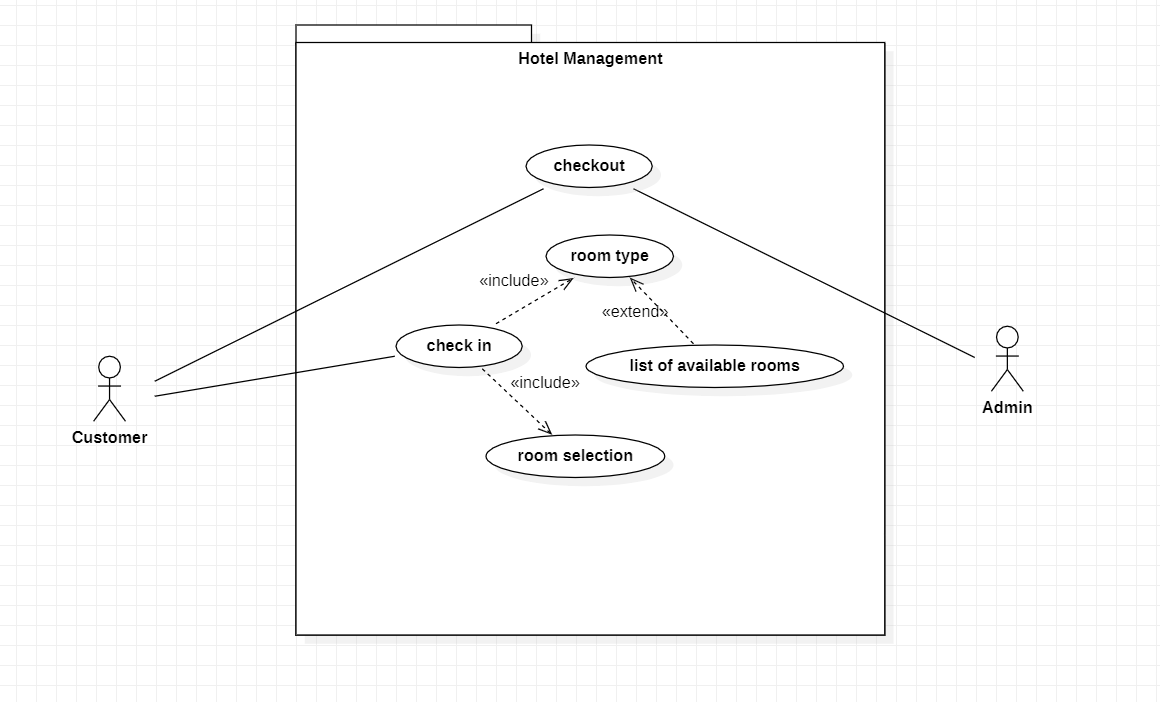 Hotel Management
checkout
room type
«include»
«extend»
check in
list of available rooms
«include»
Customer
Admin
room selection